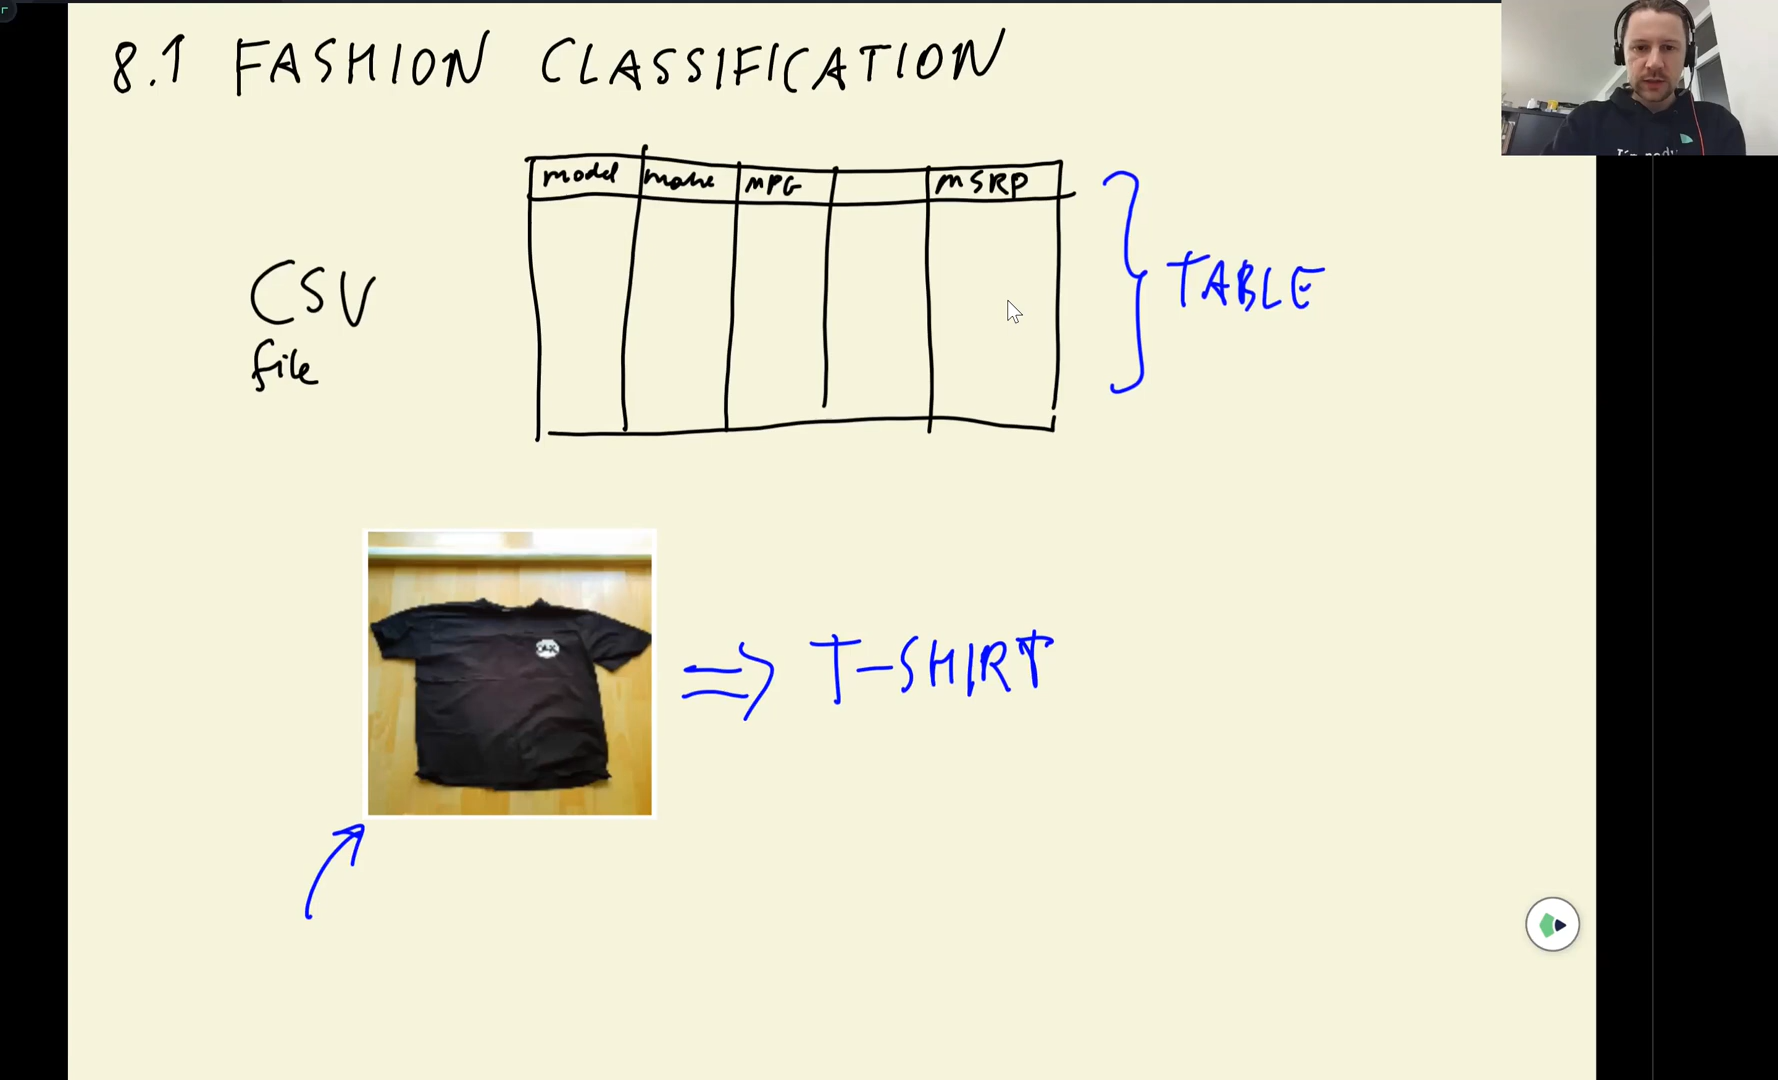 8.1 FASHION CLASSIFICATION
model make MPG MSRP
CSV
file
TABLE
T-SHIRT